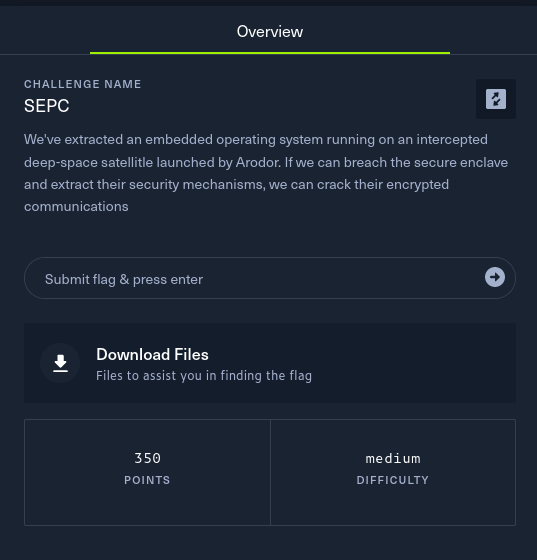 Overview
CHALLENGE NAME
SEPC
We've extracted an embedded operating system running on an intercepted
deep-space satellitle launched by Arodor. If we can breach the secure enclave
and extract their security mechanisms, we can crack their encrypted
communications
Submit flag & press enter
Download Files
Files to assist you in finding the flag
350
POINTS
medium
DIFFICULTY